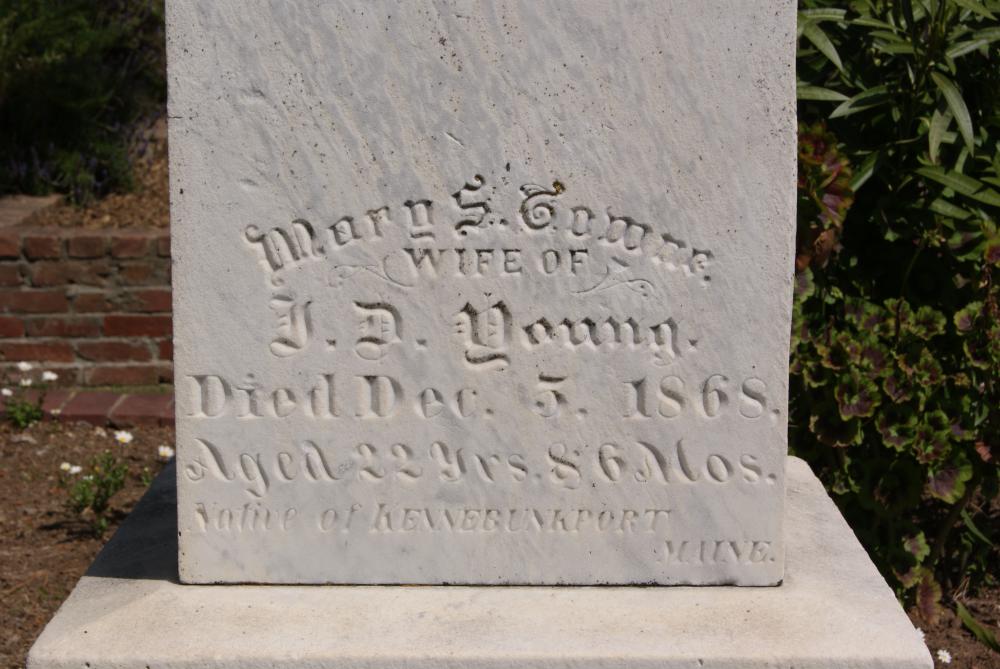 Mary S. Towne.
WIFE OF
J. D. Young.
Died Dec. 5. 1868.
Aged 22 Yrs. & 6 Mos.
Native of KENNEBUNKPORT
MAINE.